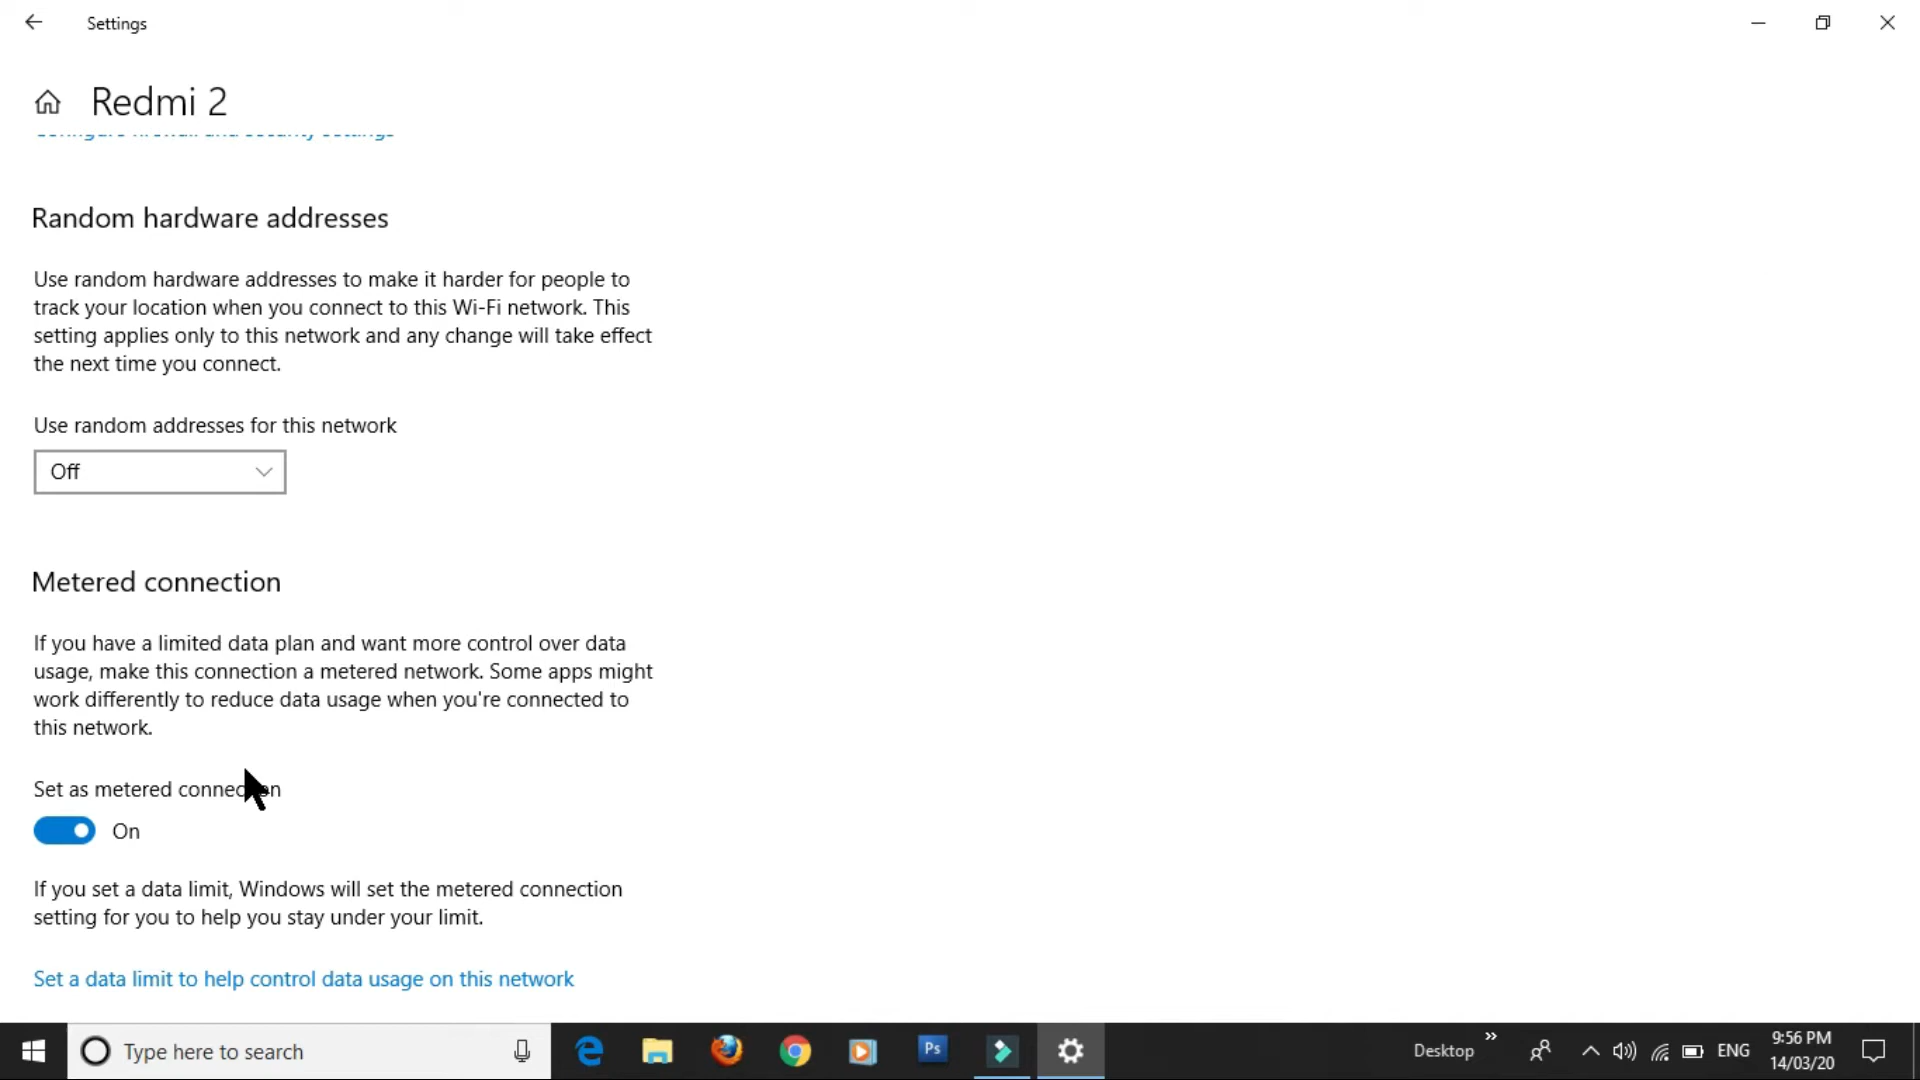 Settings
Redmi 2
Configure firewall and security settings
Random hardware addresses
Use random hardware addresses to make it harder for people to
track your location when you connect to this Wi-Fi network. This
setting applies only to this network and any change will take effect
the next time you connect.
Use random addresses for this network
Off
Metered connection
If you have a limited data plan and want more control over data
usage, make this connection a metered network. Some apps might
work differently to reduce data usage when you're connected to
this network.
Set as metered connection
On
If you set a data limit, Windows will set the metered connection
setting for you to help you stay under your limit.
Set a data limit to help control data usage on this network
Type here to search
Ps
Desktop
ENG
9:56 PM
14/03/20